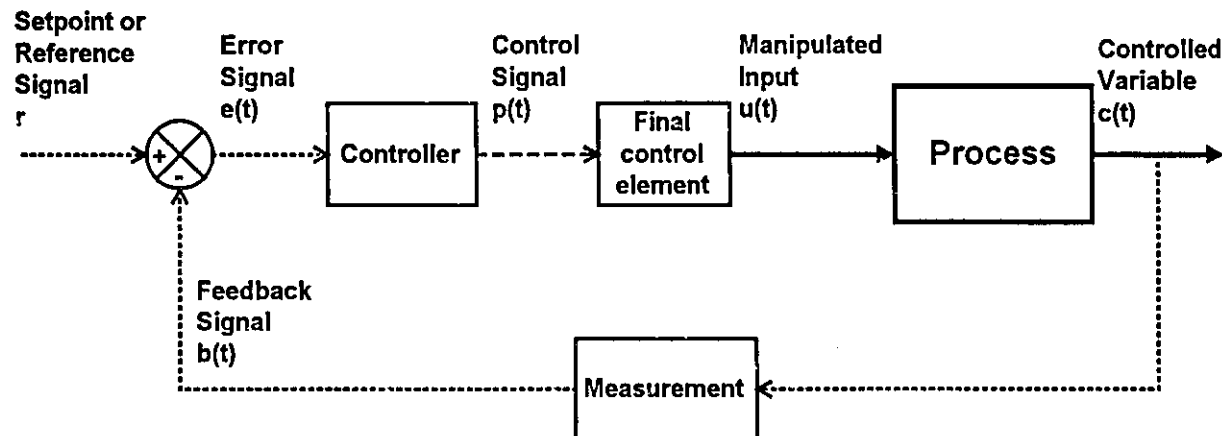 Setpoint or
Reference
Signal
r
Error
Signal
e(t)
Control
Signal
p(t)
Manipulated
Input
u(t)
Controlled
Variable
c(t)
+
-
Controller
Final
control
element
Process
Feedback
Signal
b(t)
Measurement